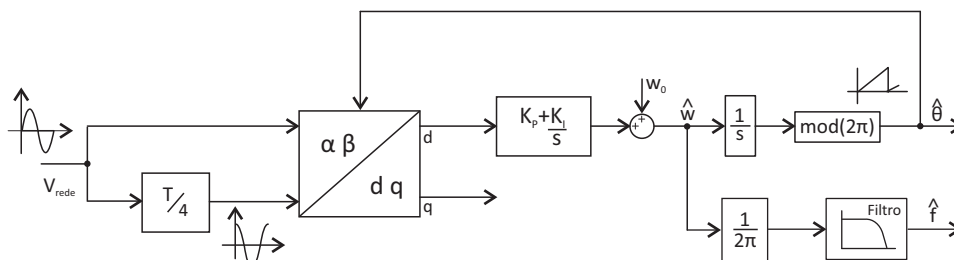 V_rede
T/4
α β
d q
d
q
K_P+K_I/s
w_0
+
+
ŵ
1/s
mod(2π)
θ̂
1/2π
Filtro
f̂